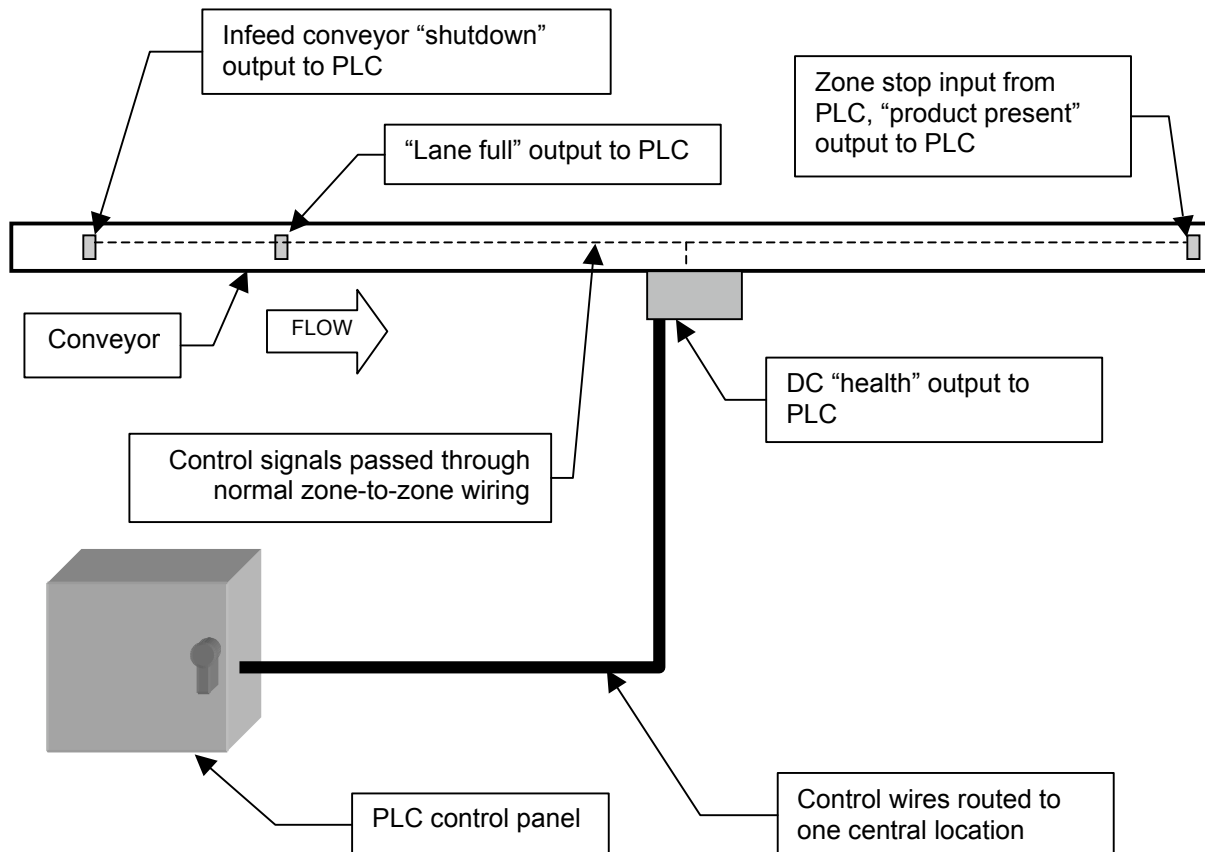 Infeed conveyor “shutdown”
output to PLC
Zone stop input from
PLC, “product present”
output to PLC
“Lane full” output to PLC
Conveyor
FLOW
DC “health” output to
PLC
Control signals passed through
normal zone-to-zone wiring
PLC control panel
Control wires routed to
one central location